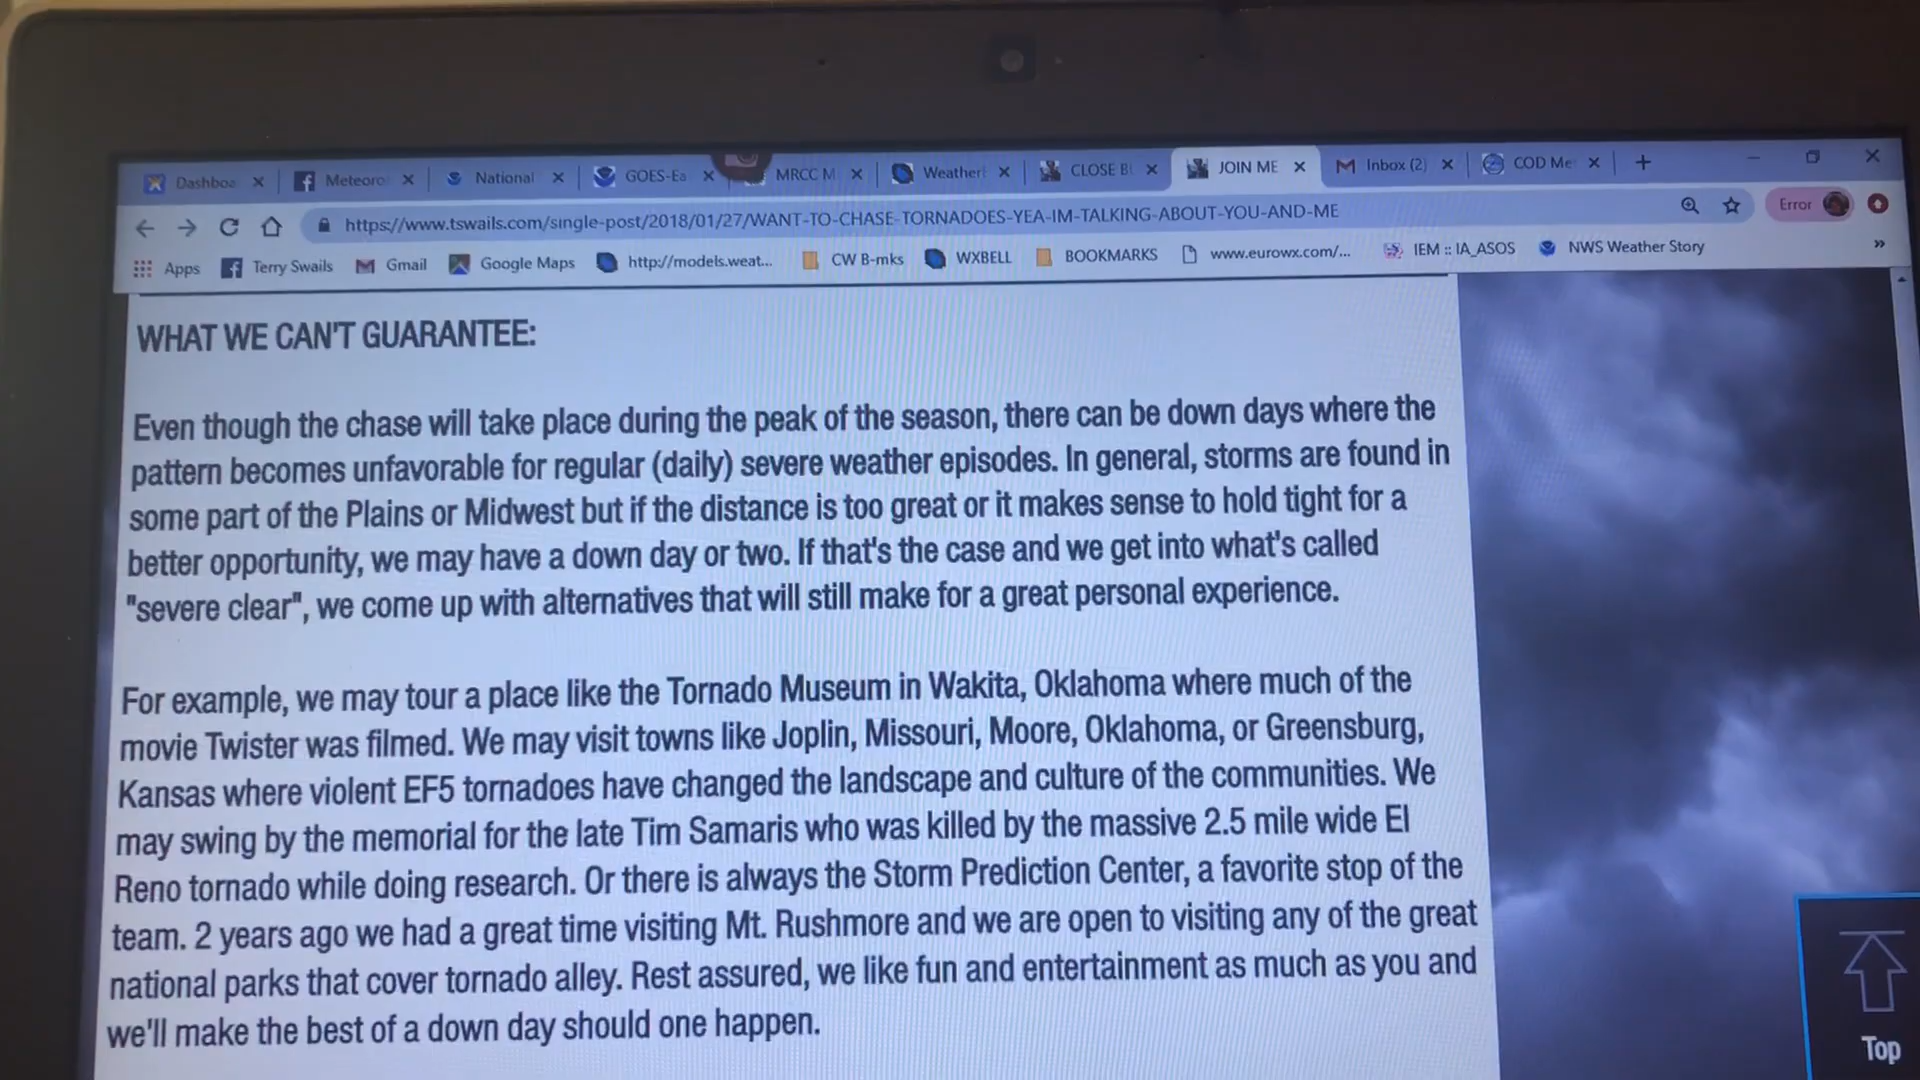 Dashboa
Meteoro
National
GOES-Ea
MRCC M
Weather
CLOSE B
JOIN ME
Inbox (2)
COD Me
https://www.tswails.com/single-post/2018/01/27/WANT-TO-CHASE-TORNADOES-YEA-IM-TALKING-ABOUT-YOU-AND-ME
Error
Apps
Terry Swails
Gmail
Google Maps
http://models.weat...
CW B-mks
WXBELL
BOOKMARKS
www.eurowx.com/...
IEM :: IA_ASOS
NWS Weather Story
WHAT WE CAN'T GUARANTEE:
Even though the chase will take place during the peak of the season, there can be down days where the
pattern becomes unfavorable for regular (daily) severe weather episodes. In general, storms are found in
some part of the Plains or Midwest but if the distance is too great or it makes sense to hold tight for a
better opportunity, we may have a down day or two. If that's the case and we get into what's called
"severe clear", we come up with alternatives that will still make for a great personal experience.
For example, we may tour a place like the Tornado Museum in Wakita, Oklahoma where much of the
movie Twister was filmed. We may visit towns like Joplin, Missouri, Moore, Oklahoma, or Greensburg,
Kansas where violent EF5 tornadoes have changed the landscape and culture of the communities. We
may swing by the memorial for the late Tim Samaris who was killed by the massive 2.5 mile wide El
Reno tornado while doing research. Or there is always the Storm Prediction Center, a favorite stop of the
team. 2 years ago we had a great time visiting Mt. Rushmore and we are open to visiting any of the great
national parks that cover tornado alley. Rest assured, we like fun and entertainment as much as you and
we'll make the best of a down day should one happen.
Top